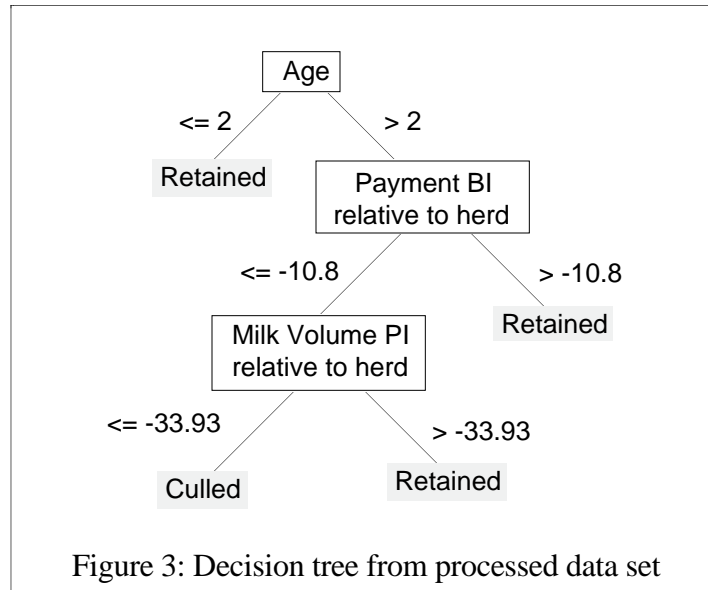 Age
<= 2
> 2
Retained
Payment BI
relative to herd
<= -10.8
> -10.8
Milk Volume PI
relative to herd
Retained
<= -33.93
> -33.93
Culled
Retained
Figure 3: Decision tree from processed data set